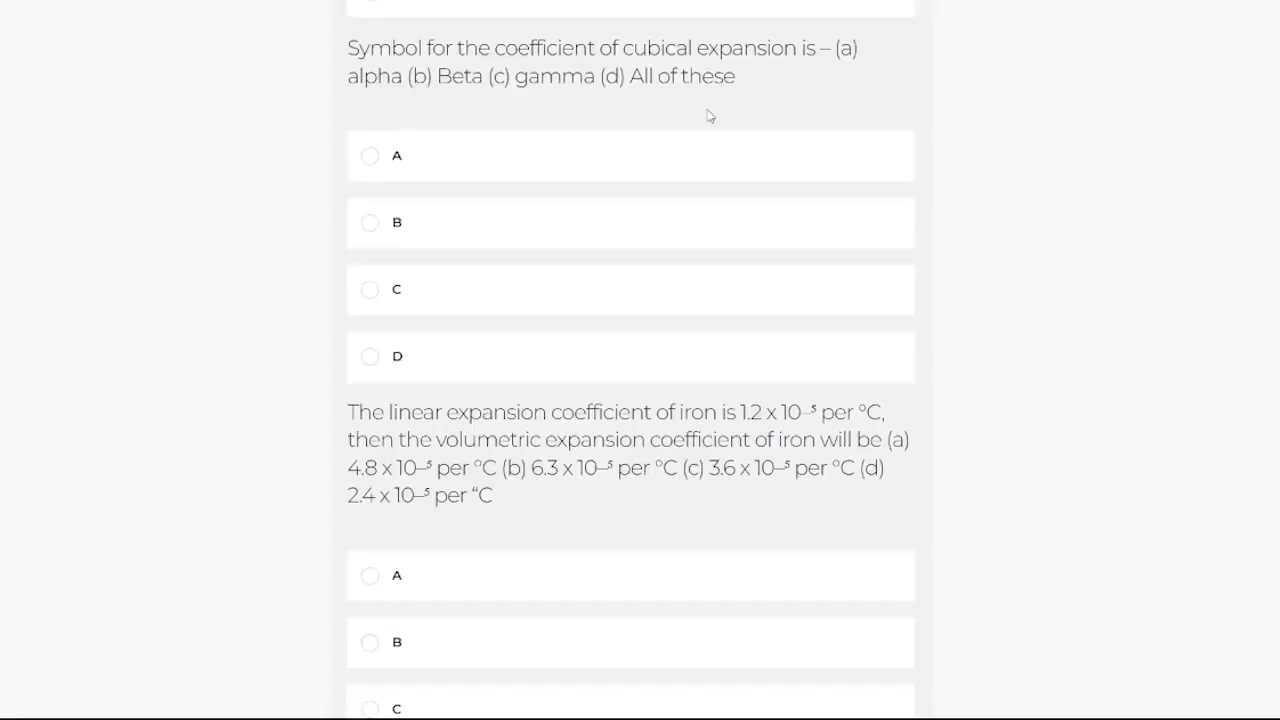 Symbol for the coefficient of cubical expansion is – (a)
alpha (b) Beta (c) gamma (d) All of these
A
B
C
D
The linear expansion coefficient of iron is 1.2 x 10–⁵ per °C,
then the volumetric expansion coefficient of iron will be (a)
4.8 x 10–⁵ per °C (b) 6.3 x 10–⁵ per °C (c) 3.6 x 10–⁵ per °C (d)
2.4 x 10–⁵ per “C
A
B
C